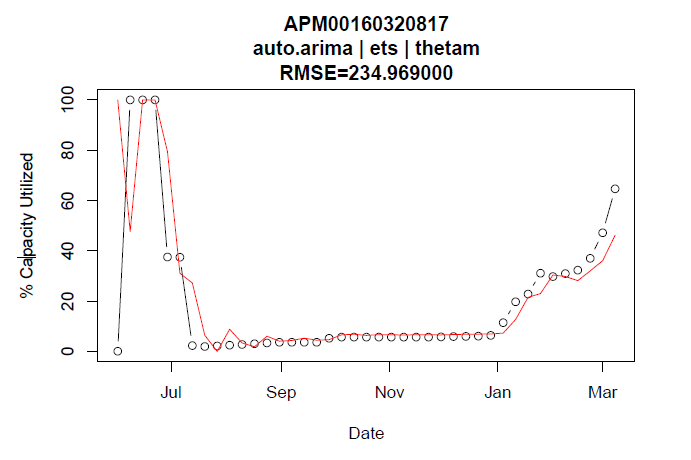 APM00160320817
auto.arima | ets | thetam
RMSE=234.969000
% Capacity Utilized
100
80
60
40
20
0
Jul
Sep
Nov
Jan
Mar
Date